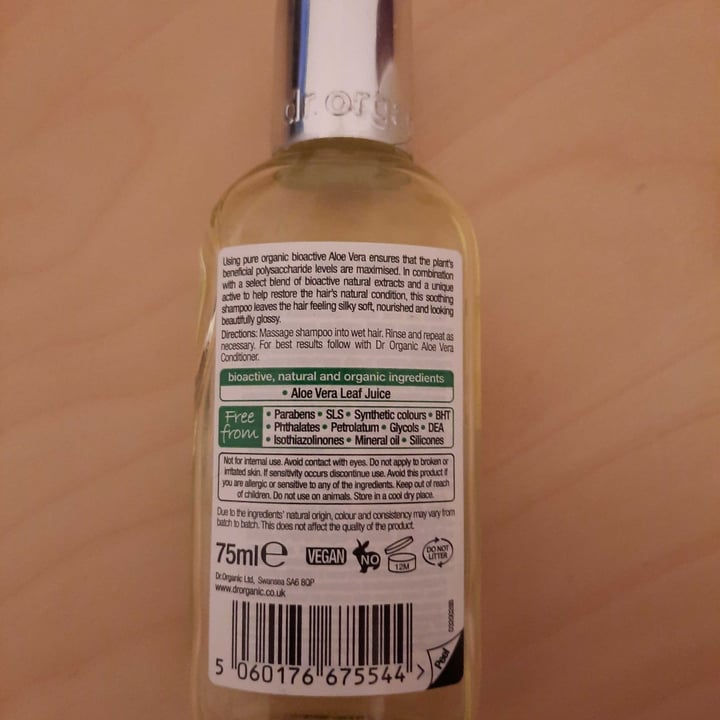 dr. orga
Using pure organic bioactive Aloe Vera ensures that the plant's
beneficial polysaccharide levels are maximised. In combination
with a select blend of bioactive natural extracts and a unique
active to help restore the hair's natural condition, this soothing
shampoo leaves the hair feeling silky soft, nourished and looking
beautifully glossy.
Directions: Massage shampoo into wet hair. Rinse and repeat as
necessary. For best results follow with Dr Organic Aloe Vera
Conditioner.
bioactive, natural and organic ingredients
• Aloe Vera Leaf Juice
Free from
• Parabens • SLS • Synthetic colours • BHT
• Phthalates • Petrolatum • Glycols • DEA
• Isothiazolinones • Mineral oil • Silicones
Not for internal use. Avoid contact with eyes. Do not apply to broken or
irritated skin. If sensitivity occurs discontinue use. Avoid this product if
you are allergic or sensitive to any of the ingredients. Keep out of reach
of children. Do not use on animals. Store in a cool dry place.
Due to the ingredients' natural origin, colour and consistency may vary from
batch to batch. This does not affect the quality of the product.
75ml e VEGAN NO 12M DO NOT LITTER
Dr.Organic Ltd, Swansea SA6 8QP
www.drorganic.co.uk
5 060176 675544 >
Peel